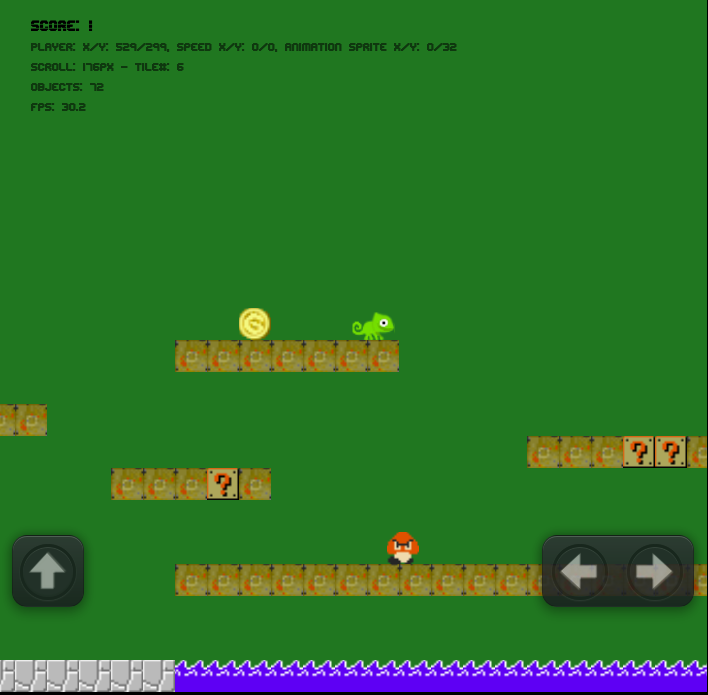 SCORE: 1
PLAYER: X/Y: 529/299, SPEED X/Y: 0/0, ANIMATION SPRITE X/Y: 0/32
SCROLL: 176PX - TILE#: 6
OBJECTS: 72
FPS: 30.2
?
? ?